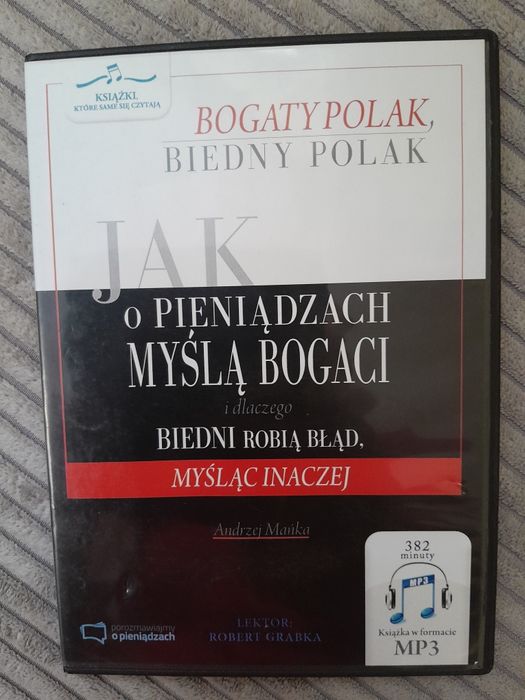 KSIĄŻKI,
KTÓRE SAME SIĘ CZYTAJĄ
BOGATY POLAK,
BIEDNY POLAK
JAK
O PIENIĄDZACH
MYŚLĄ BOGACI
i dlaczego
BIEDNI ROBIĄ BŁĄD,
MYŚLĄC INACZEJ
Andrzej Mańka
382
minuty
MP3
Książka w formacie
MP3
porozmawiajmy
o pieniądzach
LEKTOR:
ROBERT GRABKA